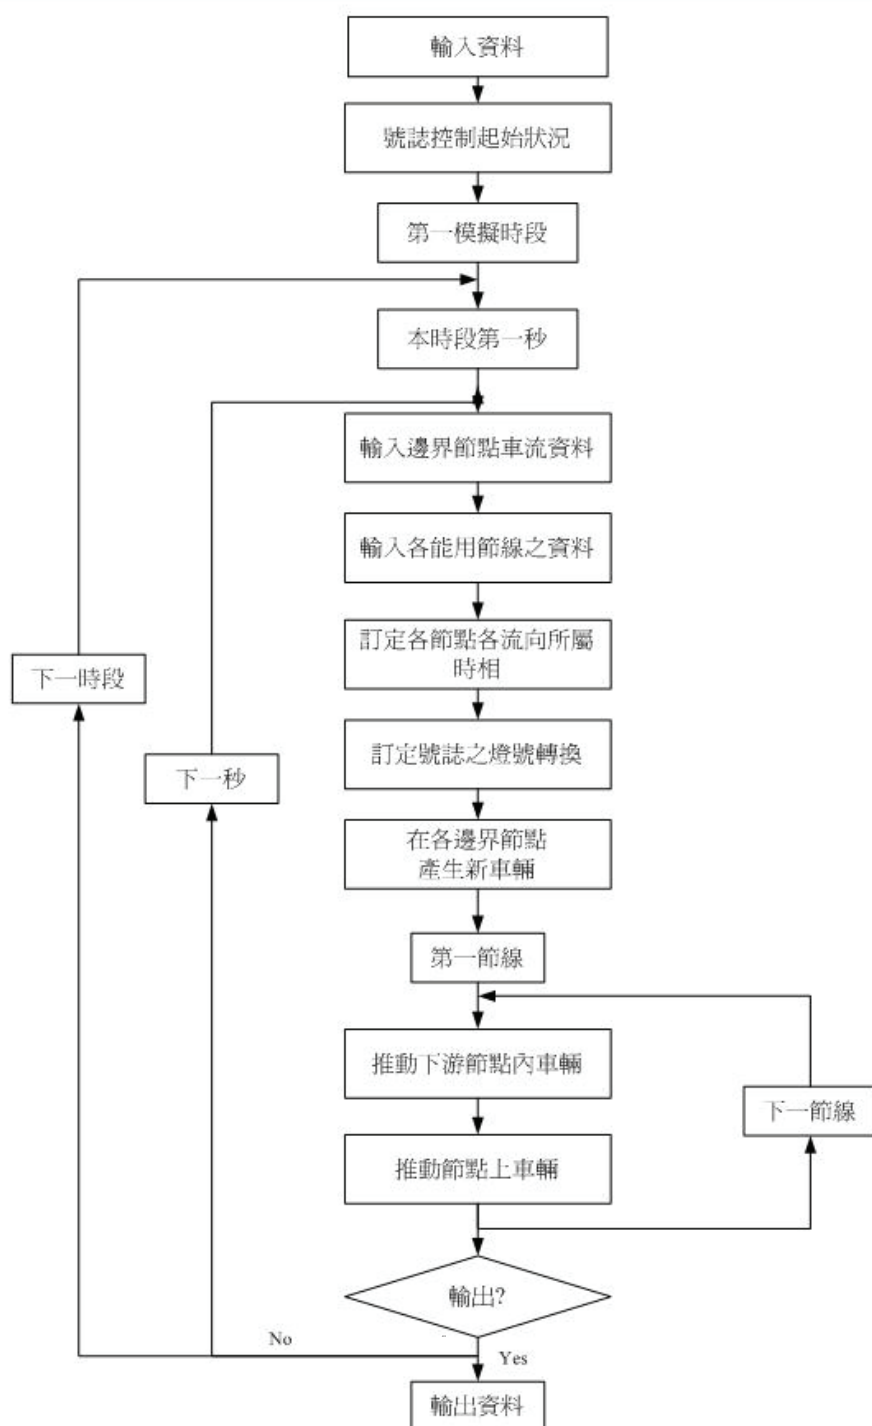 輸入資料
號誌控制起始狀況
第一模擬時段
本時段第一秒
輸入邊界節點車流資料
輸入各能用節線之資料
訂定各節點各流向所屬
時相
下一時段
訂定號誌之燈號轉換
下一秒
在各邊界節點
產生新車輛
第一節線
推動下游節點內車輛
下一節線
推動節點上車輛
輸出?
No
Yes
輸出資料